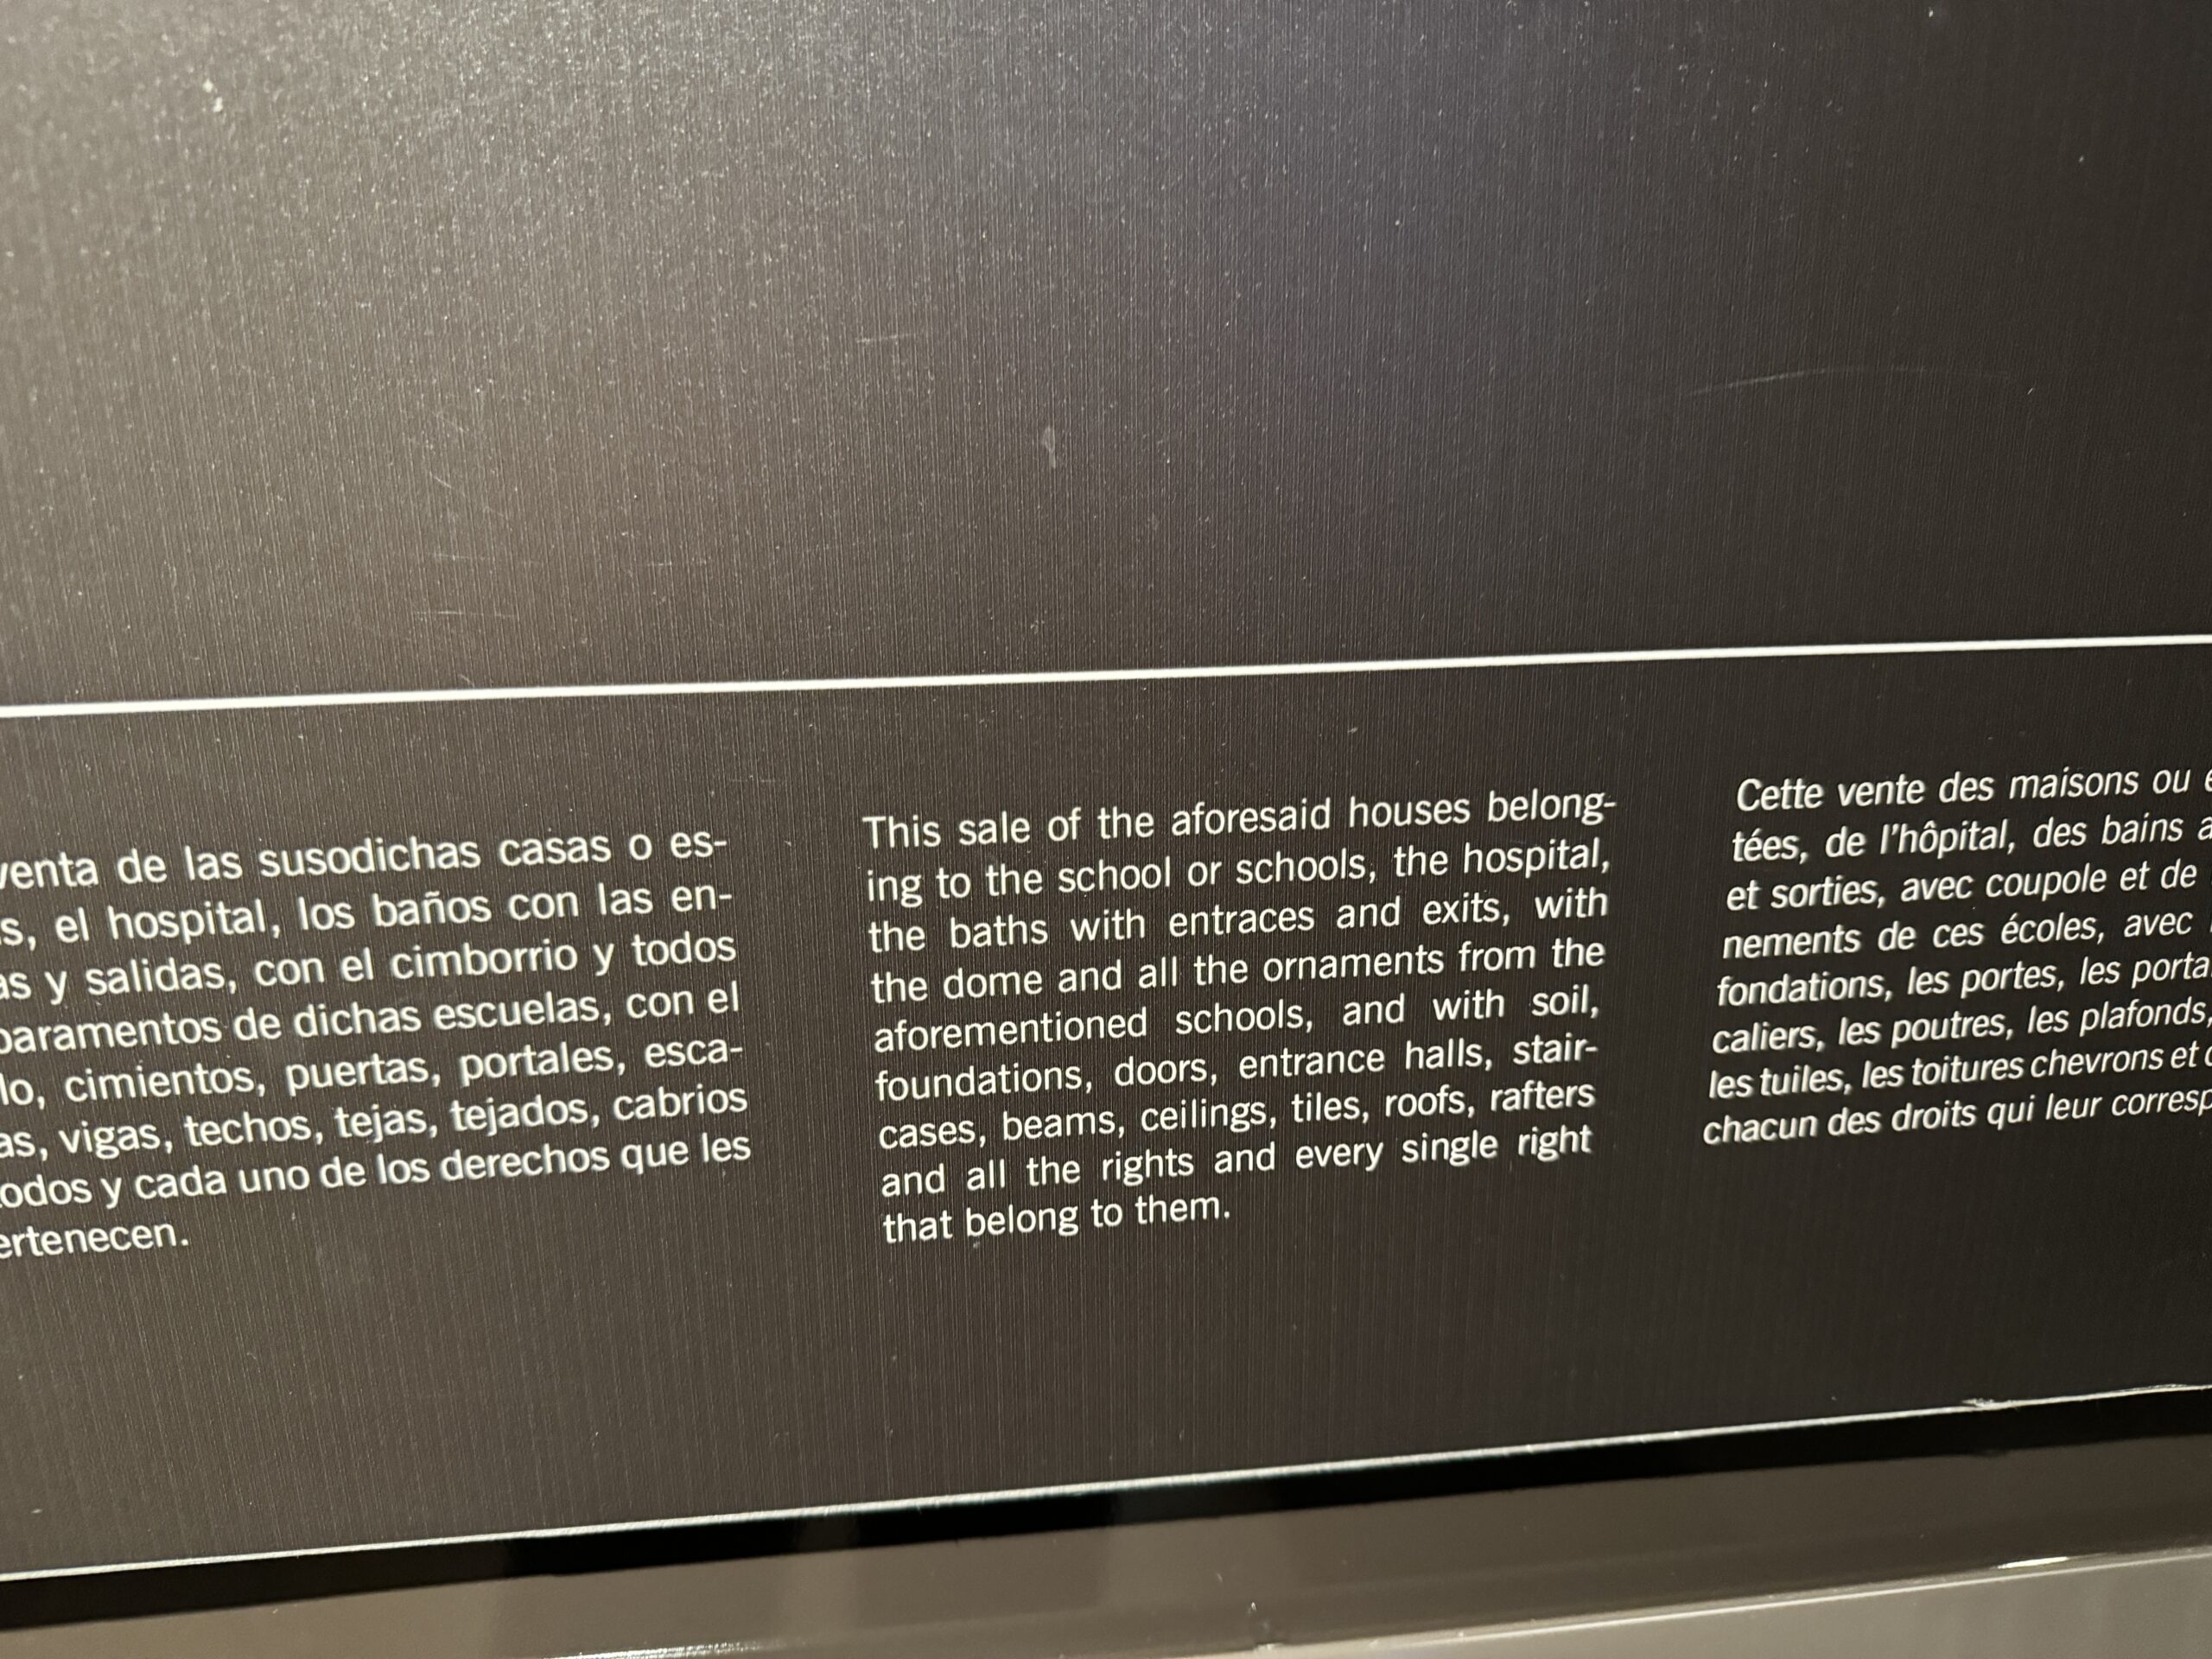 venta de las susodichas casas o es-
s, el hospital, los baños con las en-
as y salidas, con el cimborrio y todos
paramentos de dichas escuelas, con el
lo, cimientos, puertas, portales, esca-
as, vigas, techos, tejas, tejados, cabrios
todos y cada uno de los derechos que les
ertenecen.
This sale of the aforesaid houses belong-
ing to the school or schools, the hospital,
the baths with entraces and exits, with
the dome and all the ornaments from the
aforementioned schools, and with soil,
foundations, doors, entrance halls, stair-
cases, beams, ceilings, tiles, roofs, rafters
and all the rights and every single right
that belong to them.
Cette vente des maisons ou
tées, de l'hôpital, des bains
et sorties, avec coupole et de
nements de ces écoles, avec
fondations, les portes, les porta
caliers, les poutres, les plafonds,
les tuiles, les toitures chevrons et
chacun des droits qui leur corresp